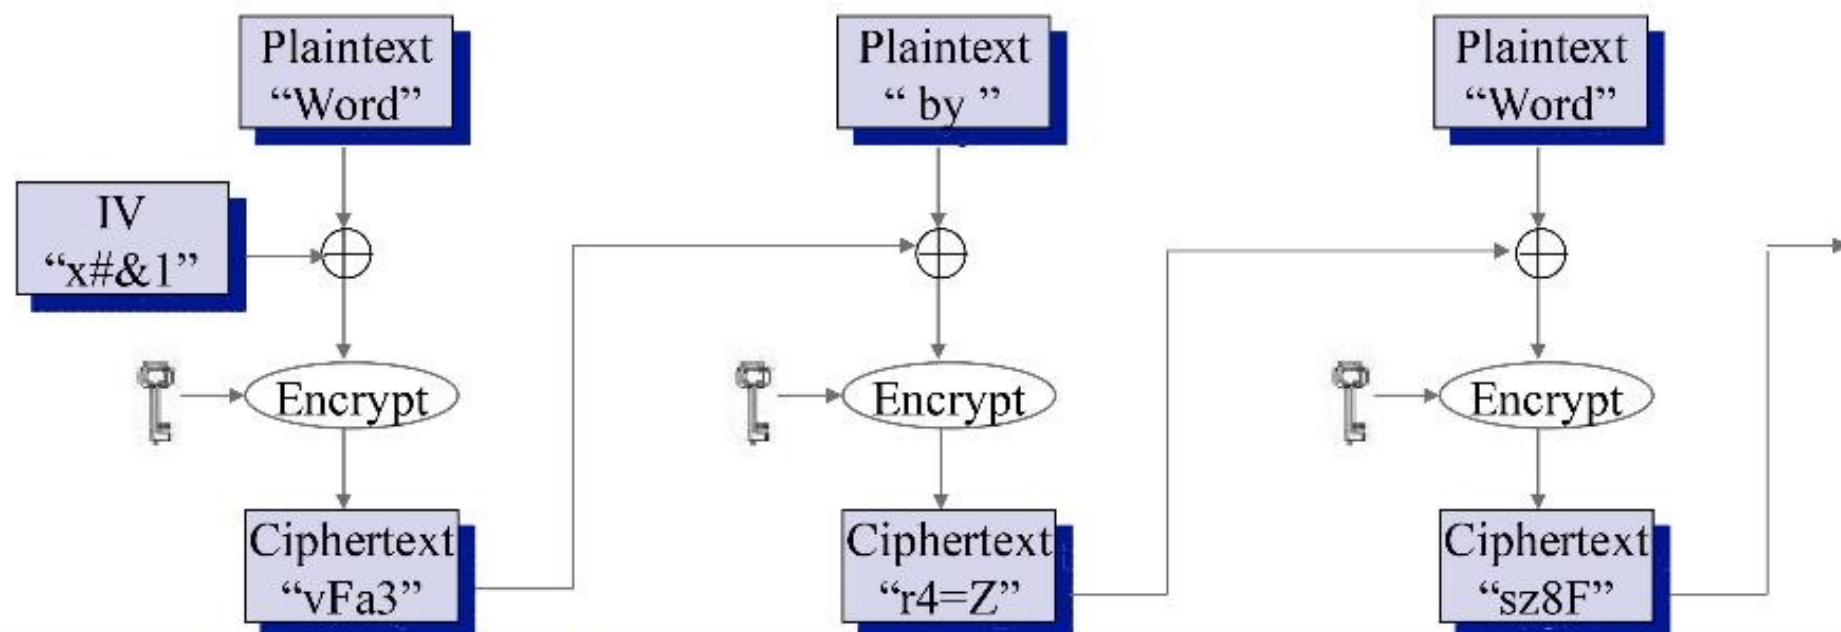 Plaintext
“Word”
Plaintext
“ by ”
Plaintext
“Word”
IV
“x#&1”
Encrypt
Encrypt
Encrypt
Ciphertext
“vFa3”
Ciphertext
“r4=Z”
Ciphertext
“sz8F”